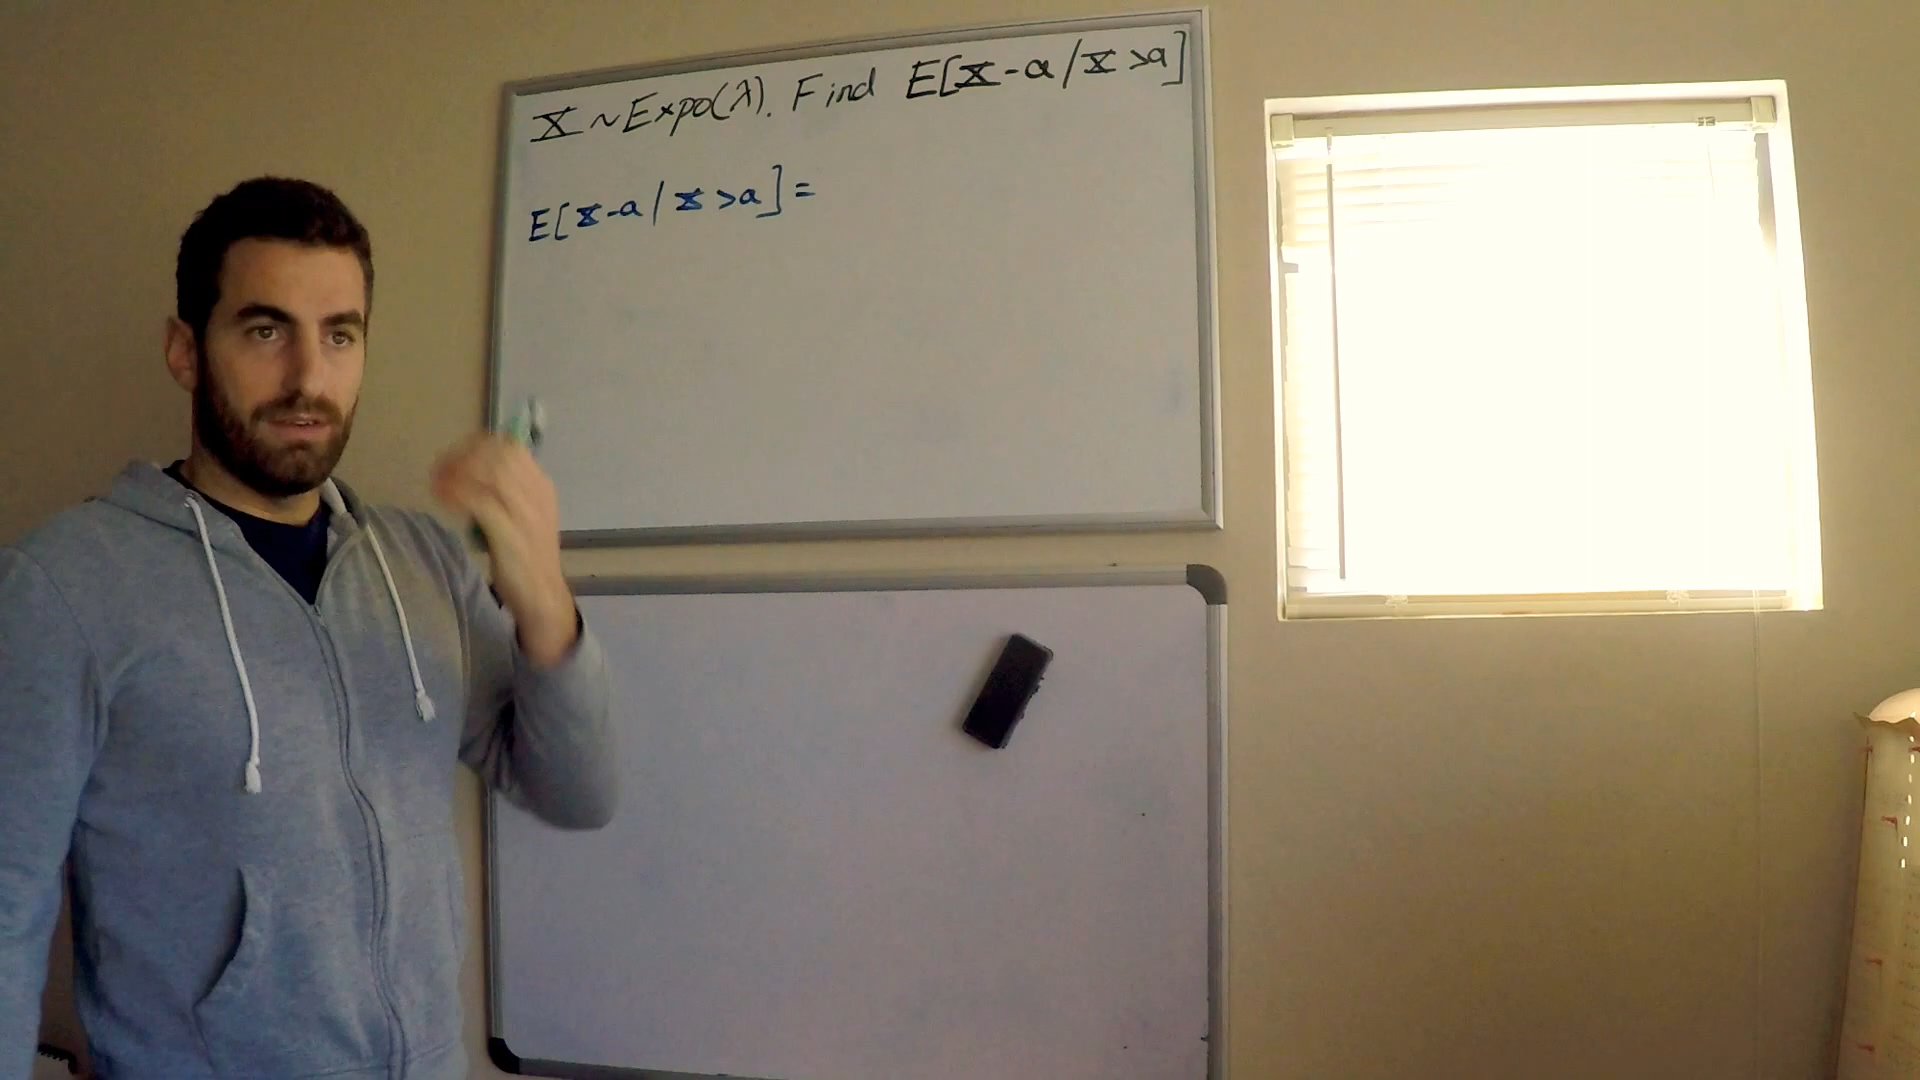 X ~ Expo(λ). Find E[X-a/X>a]
E[X-a/X>a]=